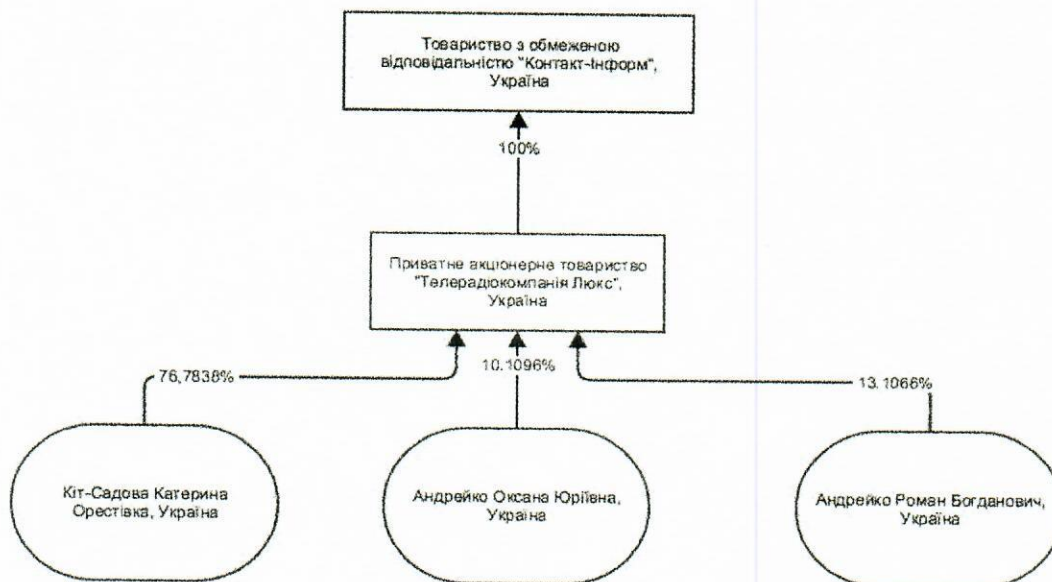 Товариство з обмеженою
відповідальністю "Контакт-Інформ",
Україна
100%
Приватне акціонерне товариство
"Телерадіокомпанія Люкс",
Україна
76,7838%
10.1096%
13.1066%
Кіт-Садова Катерина
Орестівка, Україна
Андрейко Оксана Юріївна,
Україна
Андрейко Роман Богданович,
Україна